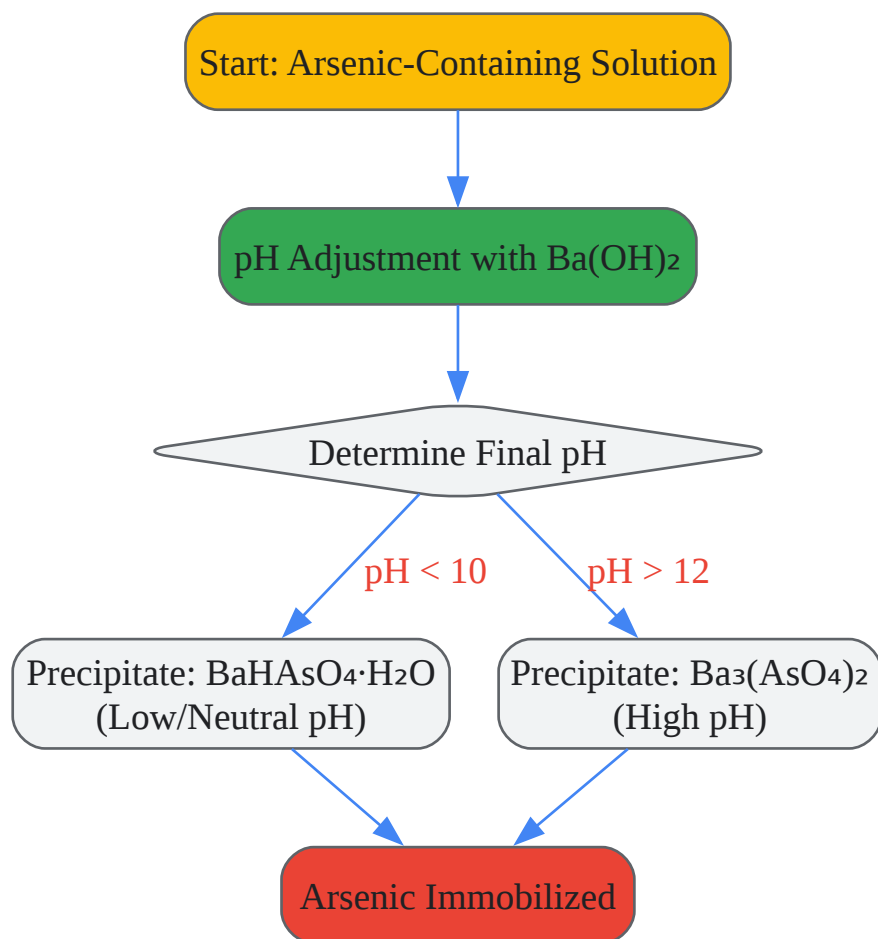 Start: Arsenic-Containing Solution
pH Adjustment with Ba(OH)₂
Determine Final pH
pH < 10
pH > 12
Precipitate: BaHAsO₄·H₂O
(Low/Neutral pH)
Precipitate: Ba₃(AsO₄)₂
(High pH)
Arsenic Immobilized